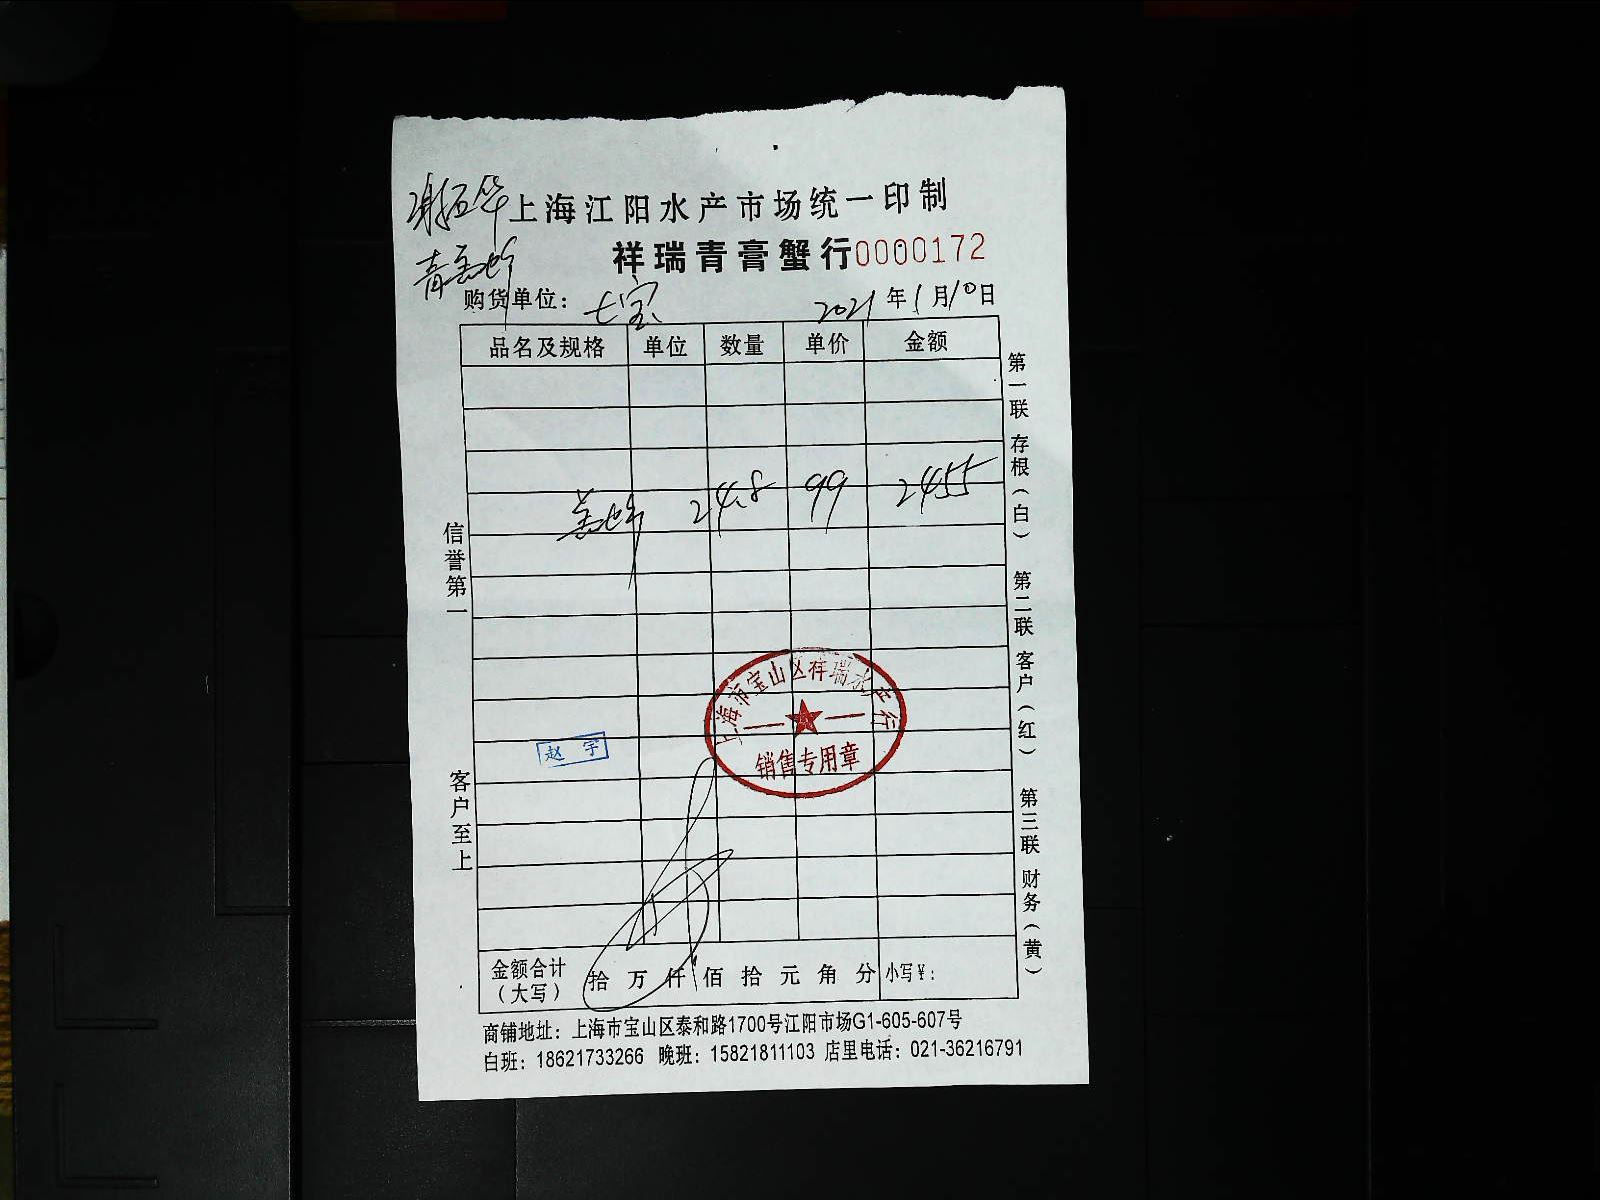 上海江阳水产市场统一印制
祥瑞青膏蟹行0000172
购货单位： 七宝 2021年1月10日
品名及规格 单位 数量 单价 金额
24.8 99 2455
信誉第一
客户至上
第一联 存根（白） 第二联 客户（红） 第三联 财务（黄）
上海市宝山区祥瑞水产行
销售专用章
赵宇
金额合计（大写） 拾 万 仟 佰 拾 元 角 分 小写¥：
商铺地址：上海市宝山区泰和路1700号江阳市场G1-605-607号
白班：18621733266 晚班：15821811103 店里电话：021-36216791